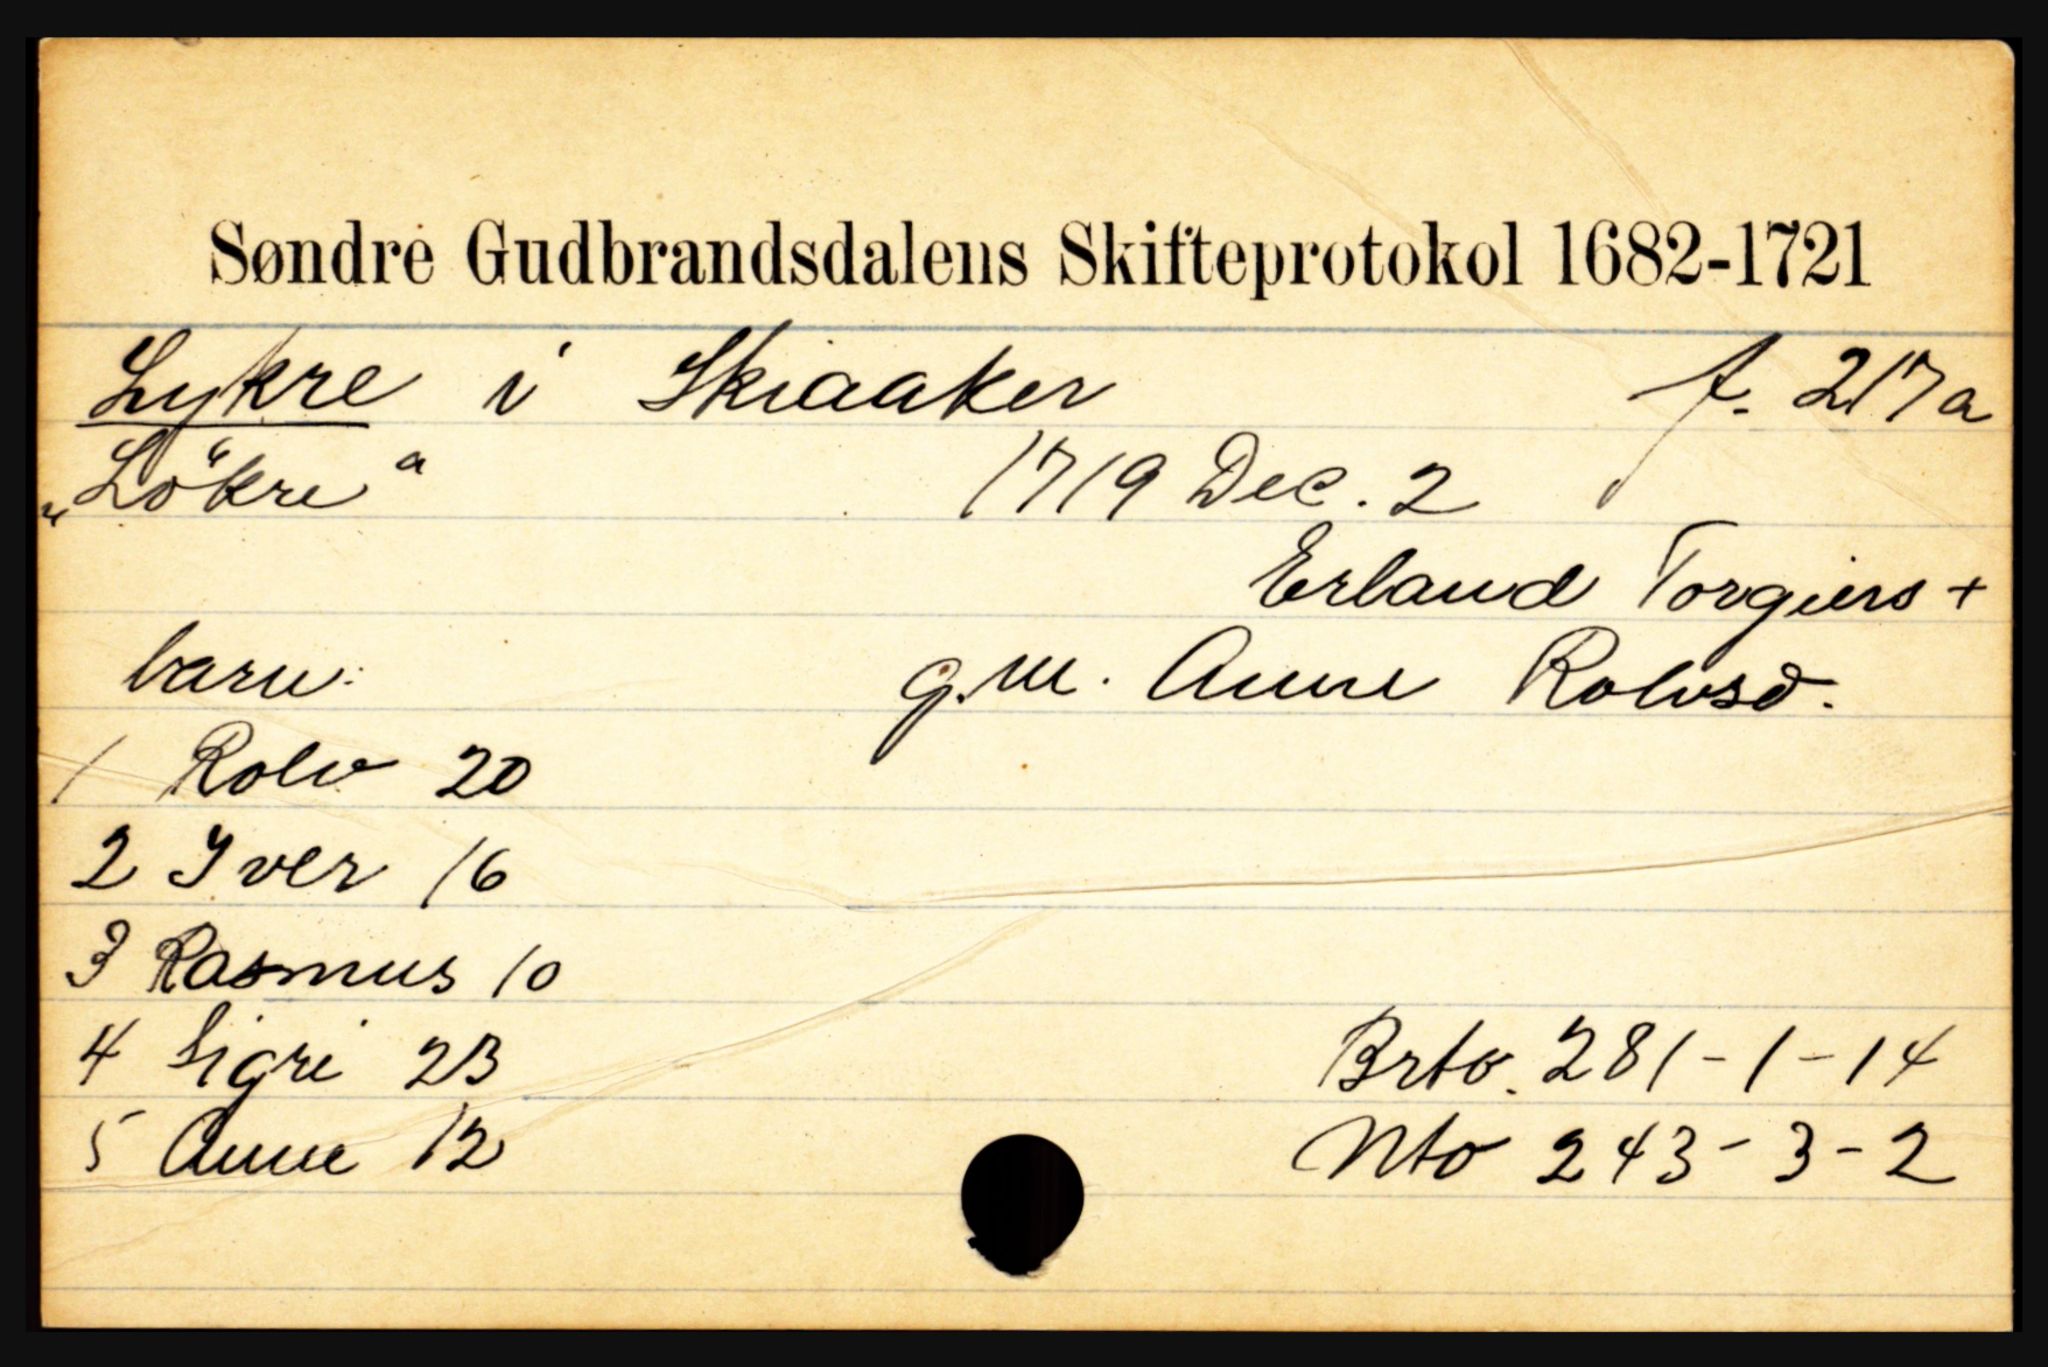 Søndre Gudbrandsdalens Skifteprotokol 1682-1721
Lykre i Skiaaker f. 217a
„Lökre“ 1719 Dec. 2
Erland Torgiers +
barn: g.m. Anne Rolvsd.
1 Rolv 20
2 Iver 16
3 Rasmus 10
4 Sigri 23 Brto. 281-1-14
5 Anne 12 Nto 243-3-2